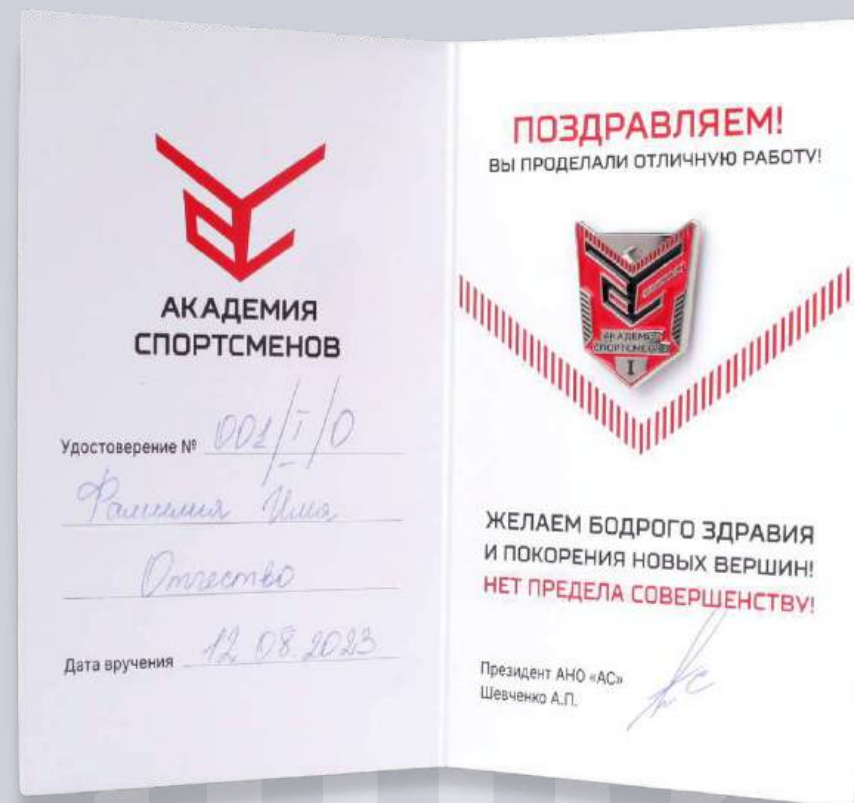 АКАДЕМИЯ
СПОРТСМЕНОВ
Удостоверение № 001/I/0
Фамилия Имя
Отчество
Дата вручения 12.08.2023
ПОЗДРАВЛЯЕМ!
ВЫ ПРОДЕЛАЛИ ОТЛИЧНУЮ РАБОТУ!
АКАДЕМИЯ
СПОРТСМЕНОВ
I
ЖЕЛАЕМ БОДРОГО ЗДРАВИЯ
И ПОКОРЕНИЯ НОВЫХ ВЕРШИН!
НЕТ ПРЕДЕЛА СОВЕРШЕНСТВУ!
Президент АНО «АС»
Шевченко А.П.